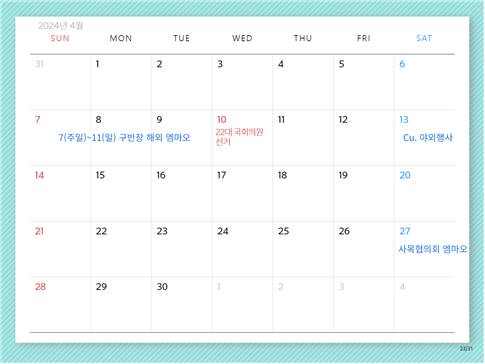 2024년 4월
SUN MON TUE WED THU FRI SAT
31 1 2 3 4 5 6
7 8 9 10 11 12 13
7(주일)~11(일) 구반장 해외 엠마오
22대 국회의원
선거
Cu. 야외행사
14 15 16 17 18 19 20
21 22 23 24 25 26 27
사목협의회 엠마오
28 29 30 1 2 3 4